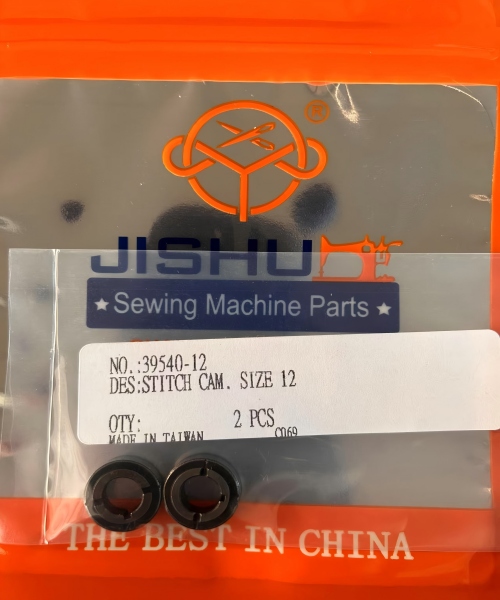 ®
JISHU
★ Sewing Machine Parts ★
NO.:39540-12
DES:STITCH CAM. SIZE 12
QTY: 2 PCS
MADE IN TAIWAN C069
THE BEST IN CHINA